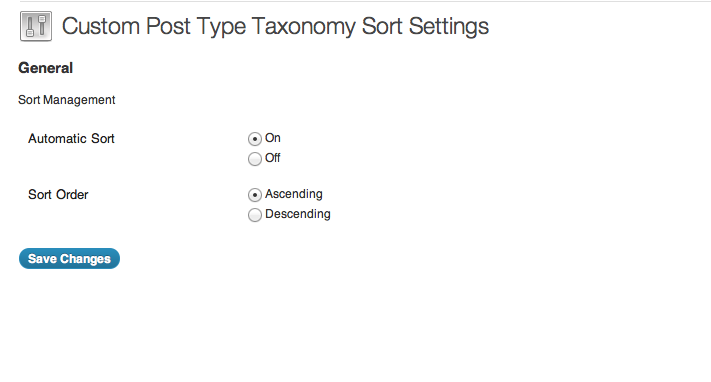 Custom Post Type Taxonomy Sort Settings
General
Sort Management
Automatic Sort
On
Off
Sort Order
Ascending
Descending
Save Changes